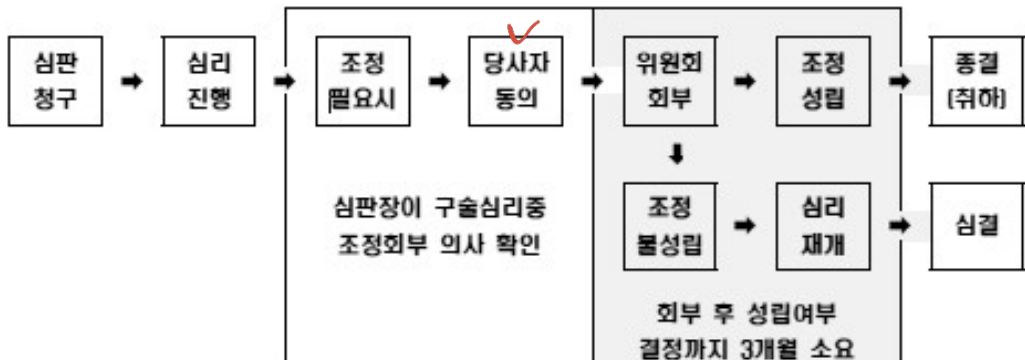 심판
청구
심리
진행
조정
필요시
당사자
동의
위원회
회부
조정
성립
종결
(취하)
심판장이 구술심리중
조정회부 의사 확인
조정
불성립
심리
재개
심결
회부 후 성립여부
결정까지 3개월 소요